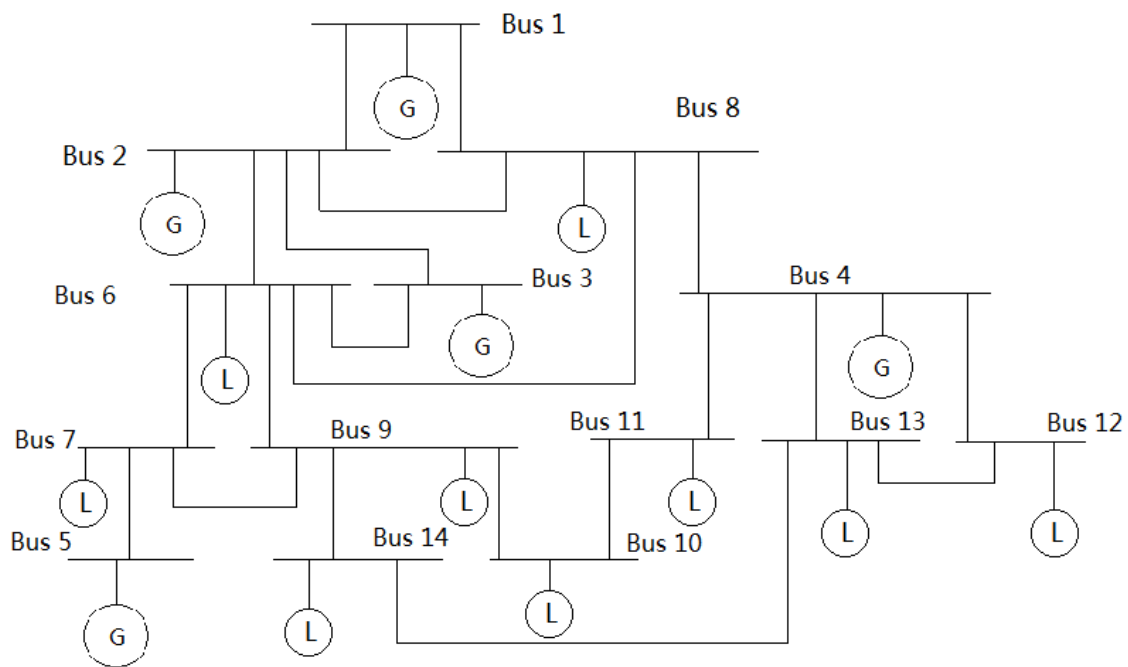 Bus 1
G
Bus 8
Bus 2
G
L
Bus 3
Bus 4
Bus 6
G
G
L
Bus 7
Bus 9
Bus 11
Bus 13
Bus 12
L
L
L
L
L
Bus 5
Bus 14
Bus 10
L
L
G